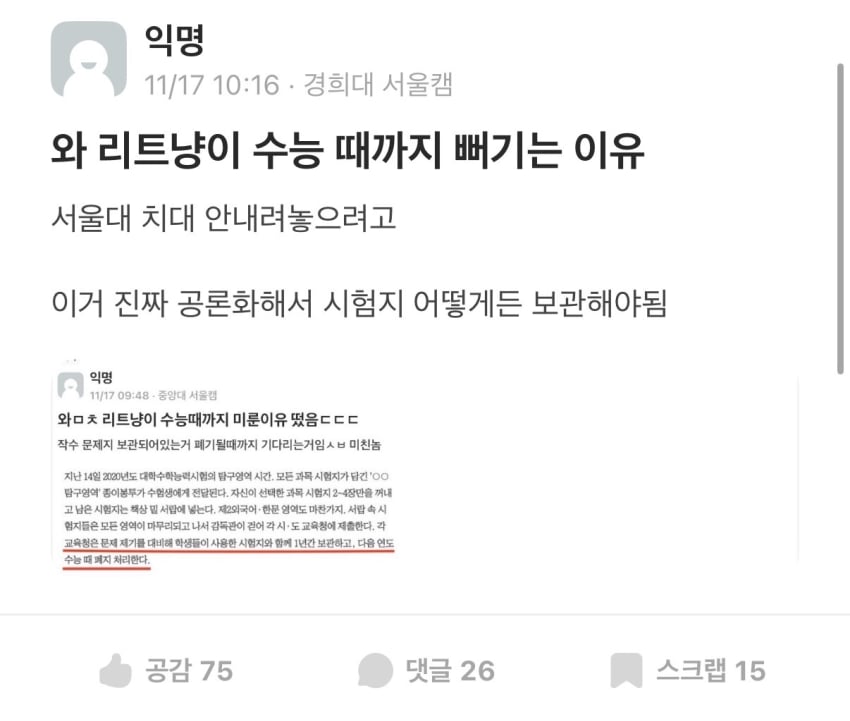 익명
11/17 10:16 · 경희대 서울캠
와 리트냥이 수능 때까지 뻐기는 이유
서울대 치대 안내려놓으려고
이거 진짜 공론화해서 시험지 어떻게든 보관해야됨
익명
11/17 09:48 · 중앙대 서울캠
와ㅁㅊ 리트냥이 수능때까지 미룬이유 떴음ㄷㄷㄷ
작수 문제지 보관되어있는거 폐기될때까지 기다리는거임ㅅㅂ 미친놈
지난 14일 2020년도 대학수학능력시험의 탐구영역 시간. 모든 과목 시험지가 담긴 '○○
탐구영역' 종이봉투가 수험생에게 전달된다. 자신이 선택한 과목 시험지 2~4장만을 꺼내
고 남은 시험지는 책상 밑 서랍에 넣는다. 제2외국어·한문 영역도 마찬가지. 서랍 속 시
험지들은 모든 영역이 마무리되고 나서 감독관이 걷어 각 시·도 교육청에 제출한다. 각
교육청은 문제 제기를 대비해 학생들이 사용한 시험지와 함께 1년간 보관하고, 다음 연도
수능 때 폐지 처리한다.
공감 75
댓글 26
스크랩 15